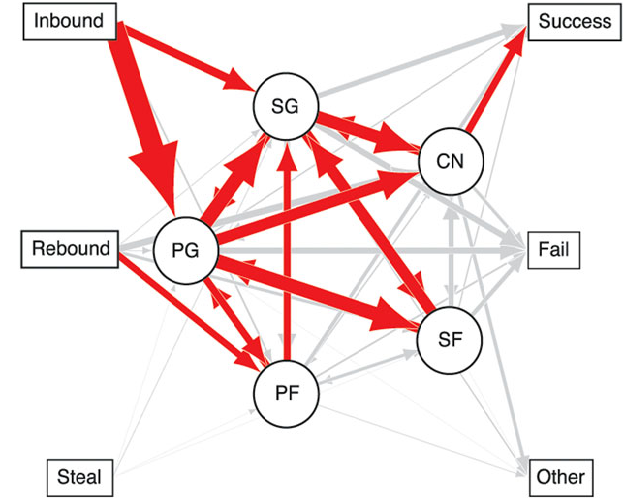 Inbound
Success
SG
CN
Rebound
PG
Fail
SF
PF
Steal
Other